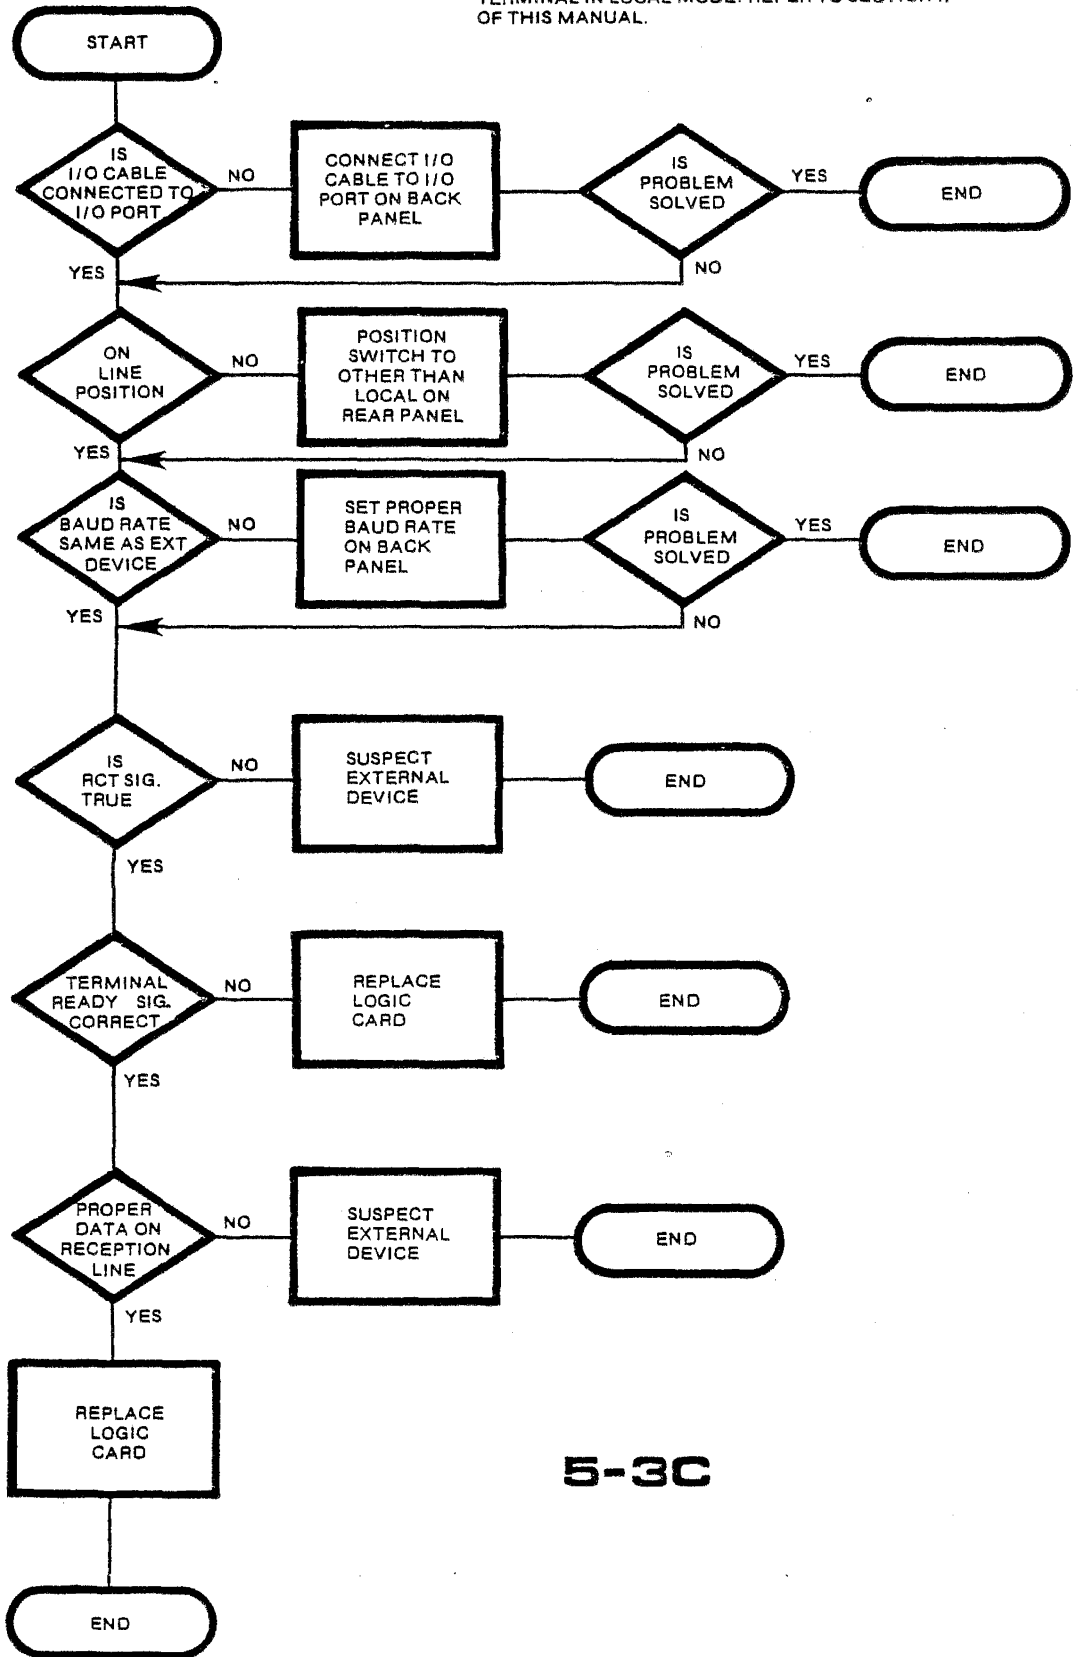 OF THIS MANUAL.
START
IS
I/O CABLE
CONNECTED TO
I/O PORT
NO
CONNECT I/O
CABLE TO I/O
PORT ON BACK
PANEL
IS
PROBLEM
SOLVED
YES
END
YES
NO
ON
LINE
POSITION
NO
POSITION
SWITCH TO
OTHER THAN
LOCAL ON
REAR PANEL
IS
PROBLEM
SOLVED
YES
END
YES
NO
IS
BAUD RATE
SAME AS EXT
DEVICE
NO
SET PROPER
BAUD RATE
ON BACK
PANEL
IS
PROBLEM
SOLVED
YES
END
YES
NO
IS
RCT SIG.
TRUE
NO
SUSPECT
EXTERNAL
DEVICE
END
YES
TERMINAL
READY SIG.
CORRECT
NO
REPLACE
LOGIC
CARD
END
YES
PROPER
DATA ON
RECEPTION
LINE
NO
SUSPECT
EXTERNAL
DEVICE
END
YES
REPLACE
LOGIC
CARD
5-3C
END